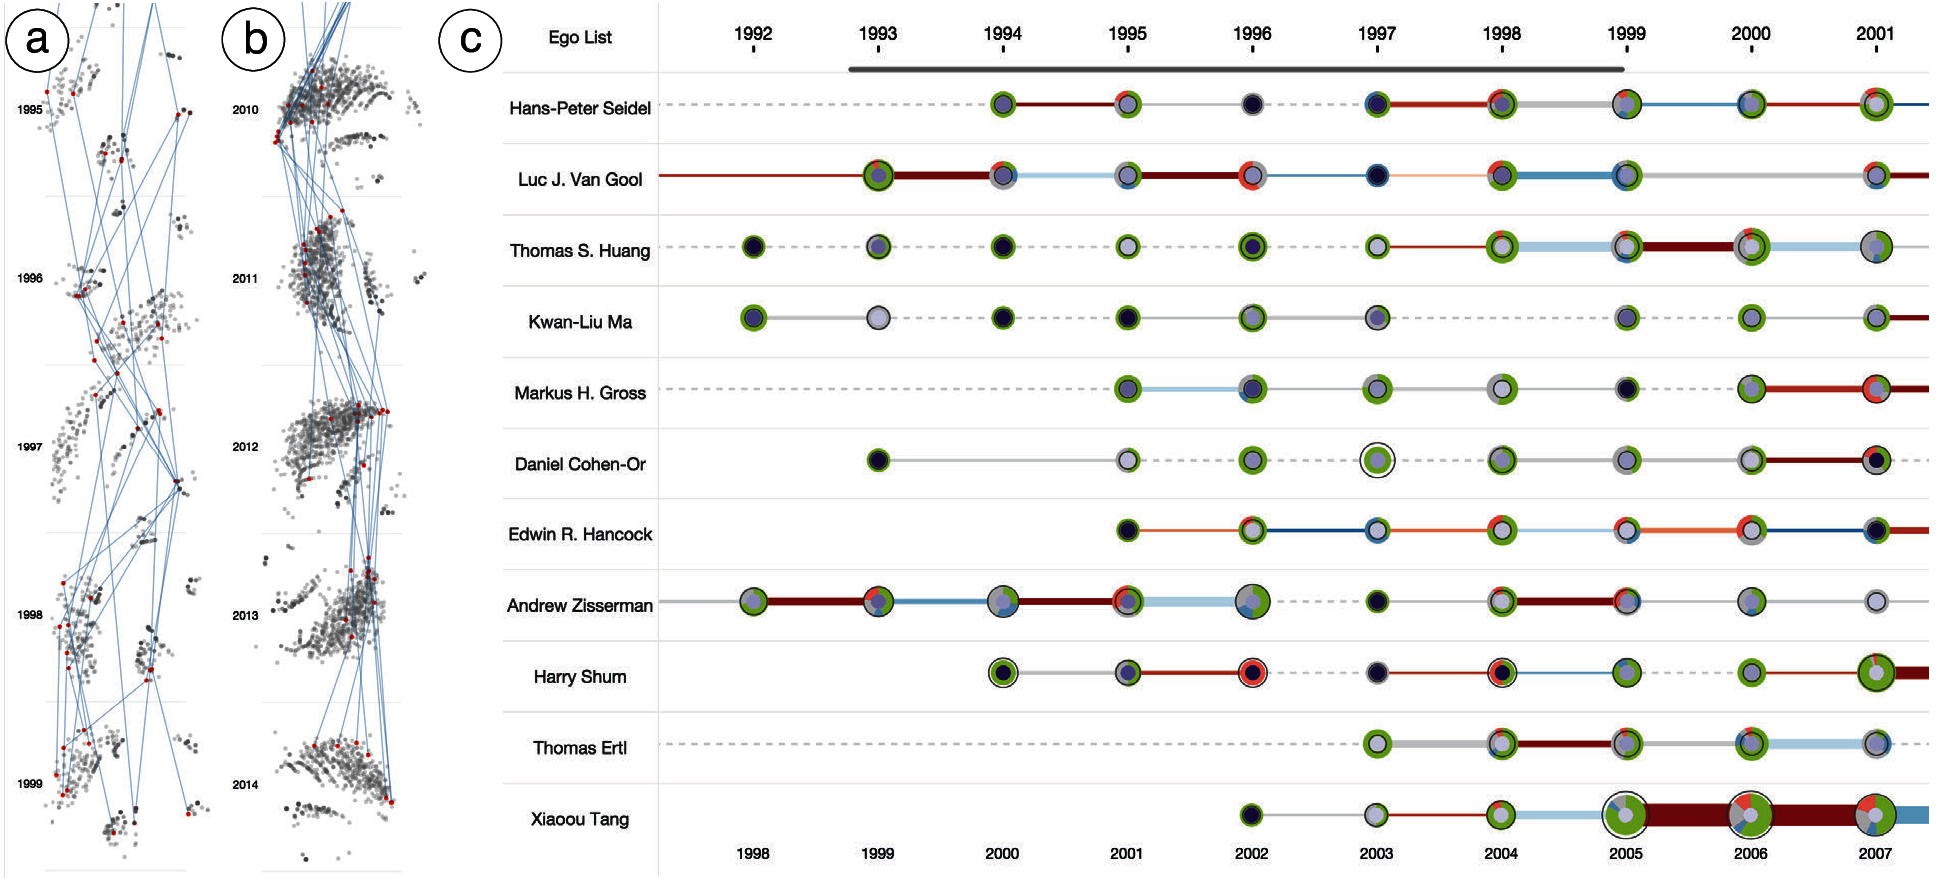 a
1995
1996
1997
1998
1999
b
2010
2011
2012
2013
2014
c
Ego List 1992 1993 1994 1995 1996 1997 1998 1999 2000 2001
Hans-Peter Seidel
Luc J. Van Gool
Thomas S. Huang
Kwan-Liu Ma
Markus H. Gross
Daniel Cohen-Or
Edwin R. Hancock
Andrew Zisserman
Harry Shum
Thomas Ertl
Xiaoou Tang
1998 1999 2000 2001 2002 2003 2004 2005 2006 2007